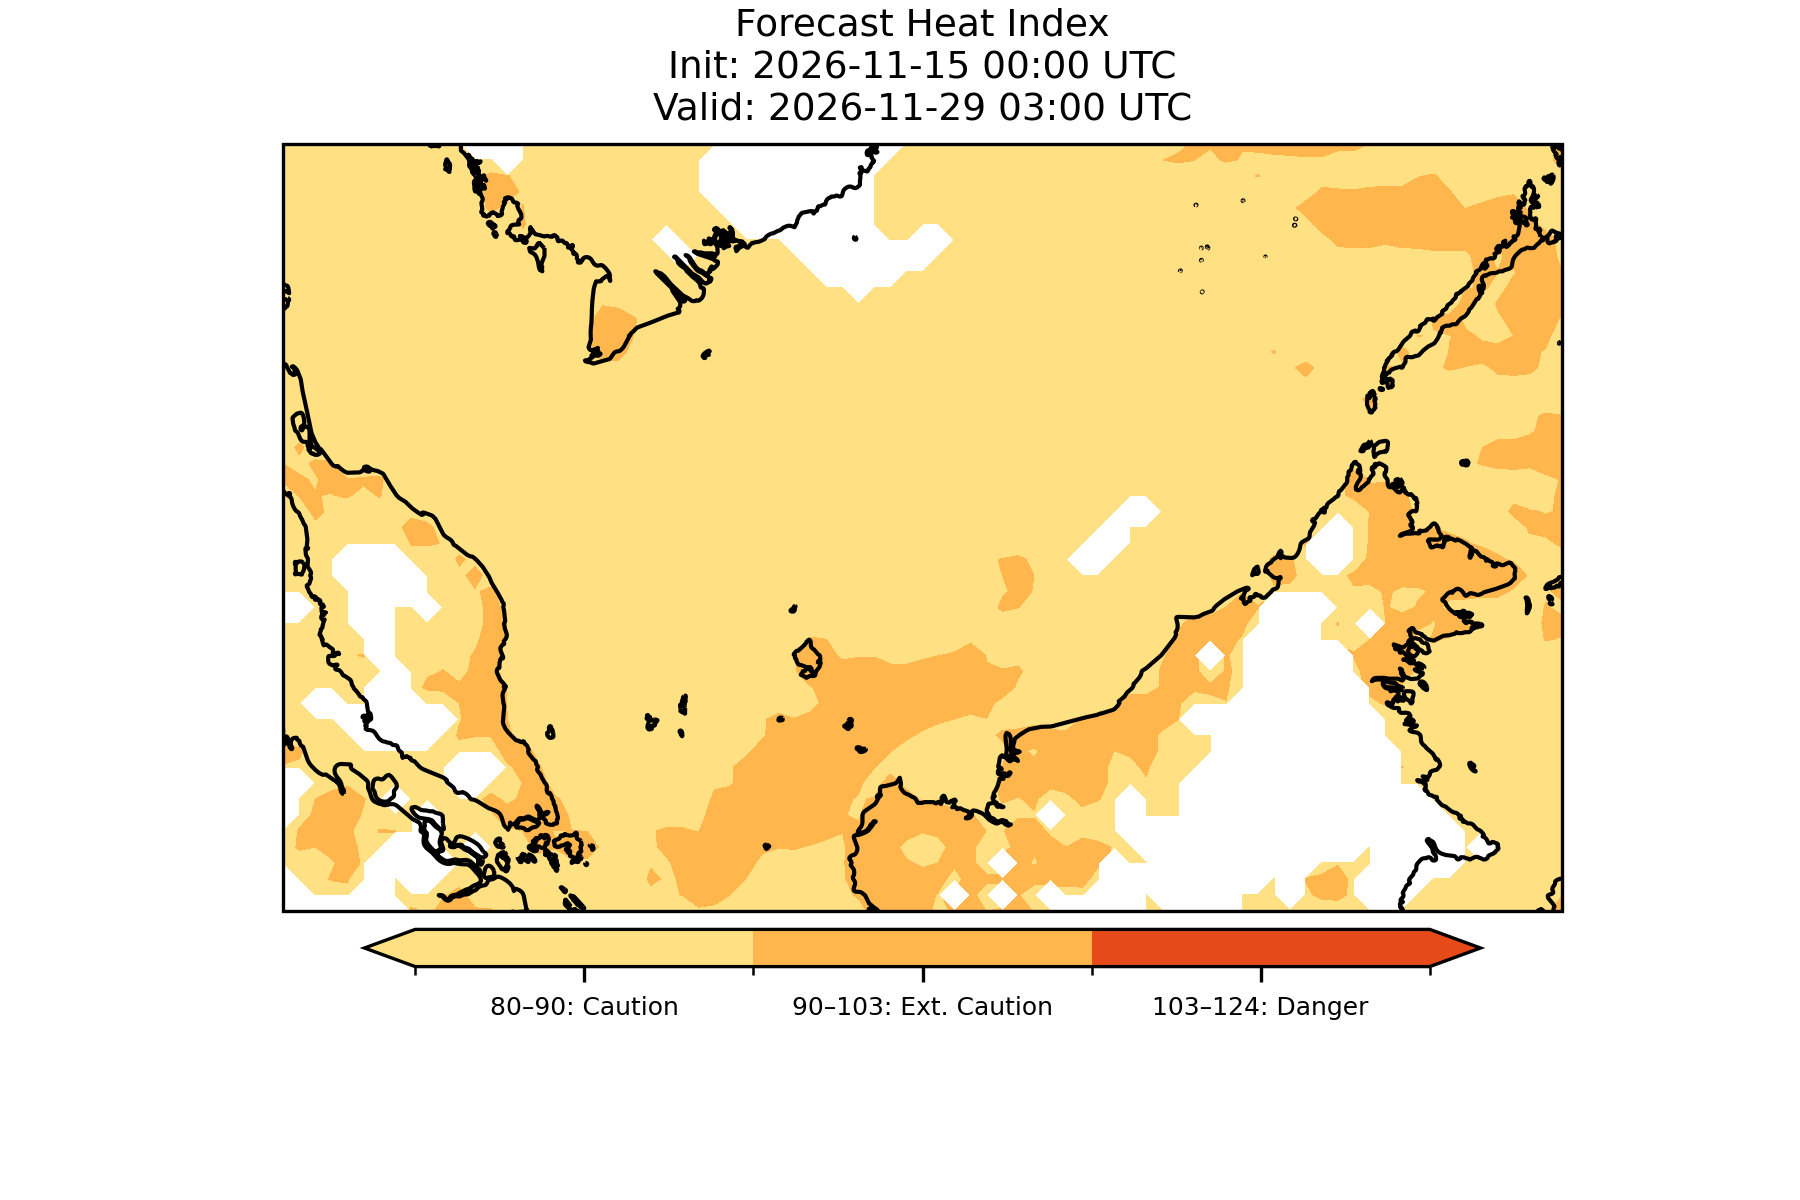 Forecast Heat Index
Init: 2026-11-15 00:00 UTC
Valid: 2026-11-29 03:00 UTC
80–90: Caution
90–103: Ext. Caution
103–124: Danger